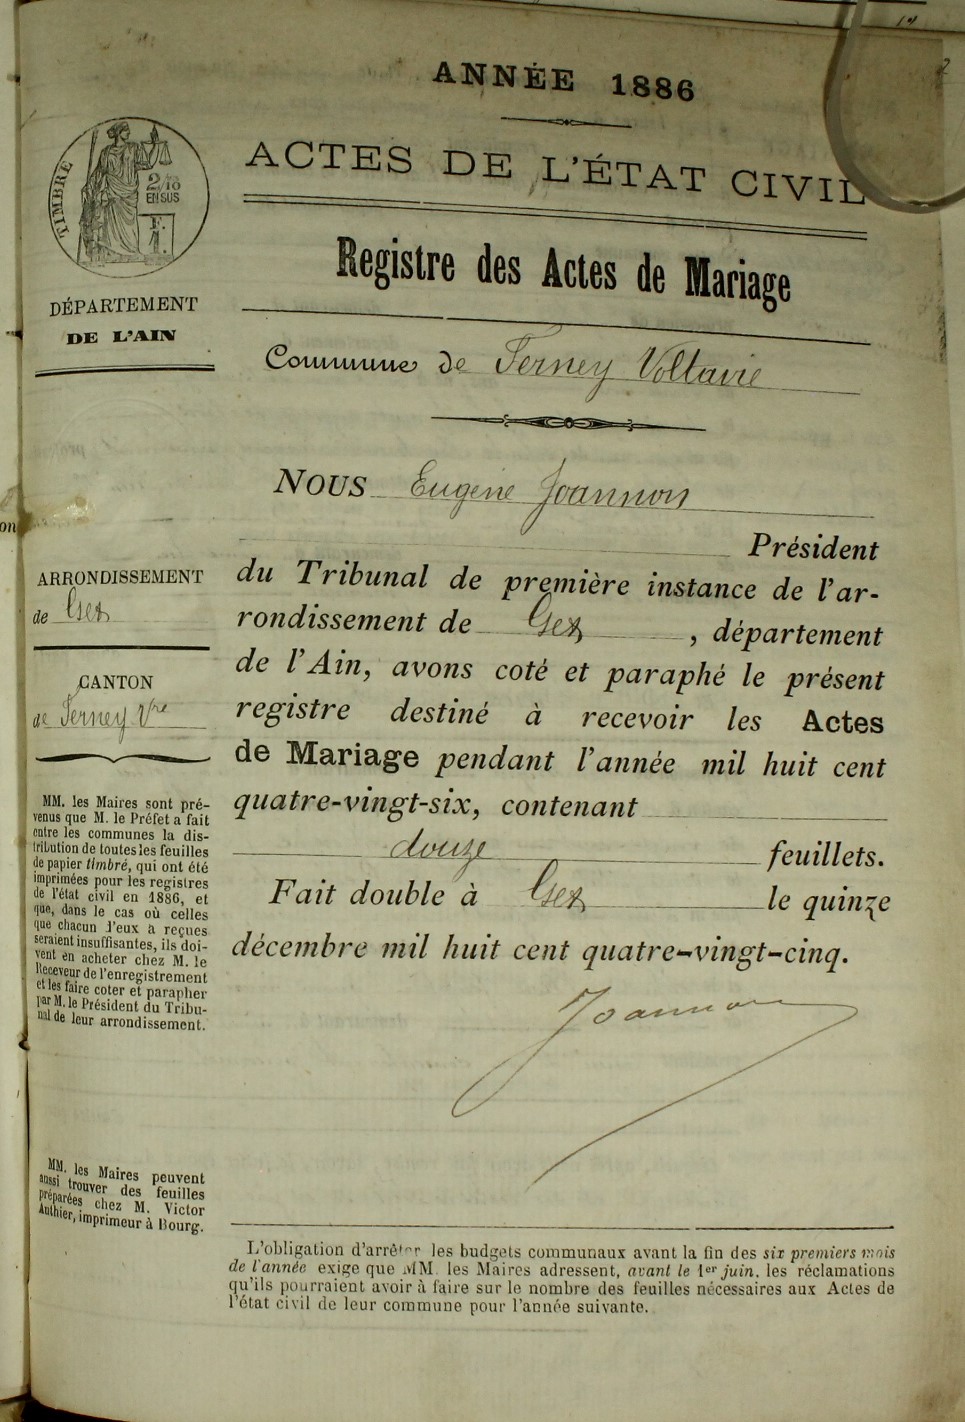 ANNÉE 1886
ACTES DE L'ÉTAT CIVIL
Registre des Actes de Mariage
Commune de Ferney Voltaire
TIMBRE
2/10
EN SUS
F.
1.
DÉPARTEMENT
DE L'AIN
ARRONDISSEMENT
de Gex
CANTON
de Ferney Vre
MM. les Maires sont pré-
venus que M. le Préfet a fait
entre les communes la dis-
tribution de toutes les feuilles
de papier timbré, qui ont été
imprimées pour les registres
de l'état civil en 1886, et
que, dans le cas où celles
que chacun d'eux a reçues
seraient insuffisantes, ils doi-
vent en acheter chez M. le
Receveur de l'enregistrement
et les faire coter et parapher
par M. le Président du Tribu-
nal de leur arrondissement.
MM. les Maires peuvent
aussi trouver des feuilles
préparées chez M. Victor
Authier, imprimeur à Bourg.
NOUS Eugène Joannon
Président
du Tribunal de première instance de l'ar-
rondissement de Gex, département
de l'Ain, avons coté et paraphé le présent
registre destiné à recevoir les Actes
de Mariage pendant l'année mil huit cent
quatre-vingt-six, contenant
douze feuillets.
Fait double à Gex le quinze
décembre mil huit cent quatre-vingt-cinq.
Joannon
L'obligation d'arrêter les budgets communaux avant la fin des six premiers mois
de l'année exige que MM. les Maires adressent, avant le 1er juin, les réclamations
qu'ils pourraient avoir à faire sur le nombre des feuilles nécessaires aux Actes de
l'état civil de leur commune pour l'année suivante.